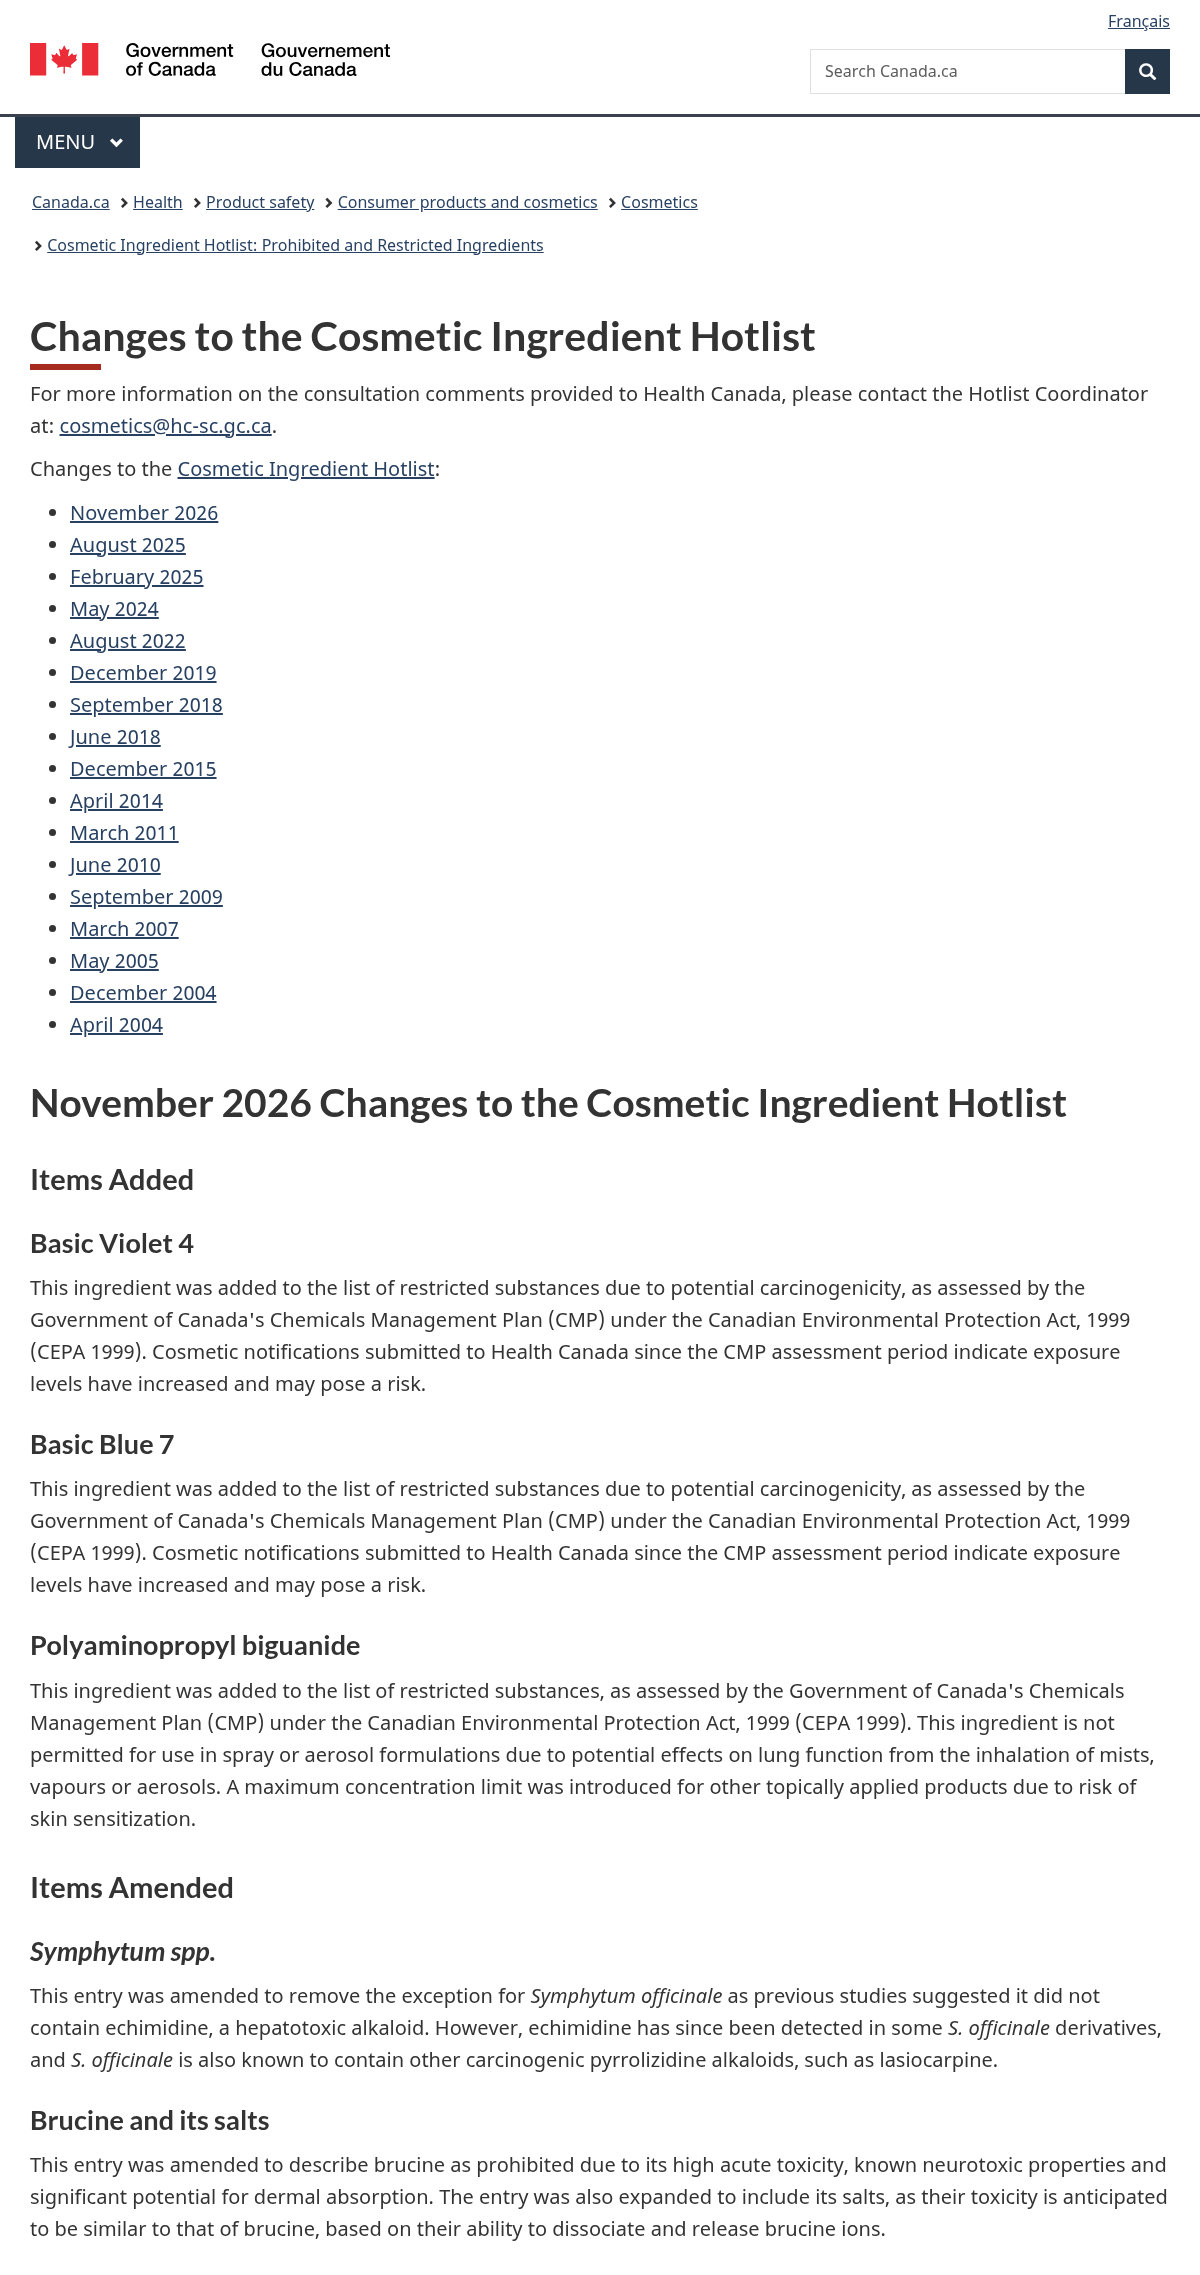 Français
Government
of Canada
Gouvernement
du Canada
Search Canada.ca
MENU
Canada.ca Health Product safety Consumer products and cosmetics Cosmetics
Cosmetic Ingredient Hotlist: Prohibited and Restricted Ingredients
Changes to the Cosmetic Ingredient Hotlist
For more information on the consultation comments provided to Health Canada, please contact the Hotlist Coordinator
at: cosmetics@hc-sc.gc.ca.
Changes to the Cosmetic Ingredient Hotlist:
November 2026
August 2025
February 2025
May 2024
August 2022
December 2019
September 2018
June 2018
December 2015
April 2014
March 2011
June 2010
September 2009
March 2007
May 2005
December 2004
April 2004
November 2026 Changes to the Cosmetic Ingredient Hotlist
Items Added
Basic Violet 4
This ingredient was added to the list of restricted substances due to potential carcinogenicity, as assessed by the
Government of Canada's Chemicals Management Plan (CMP) under the Canadian Environmental Protection Act, 1999
(CEPA 1999). Cosmetic notifications submitted to Health Canada since the CMP assessment period indicate exposure
levels have increased and may pose a risk.
Basic Blue 7
This ingredient was added to the list of restricted substances due to potential carcinogenicity, as assessed by the
Government of Canada's Chemicals Management Plan (CMP) under the Canadian Environmental Protection Act, 1999
(CEPA 1999). Cosmetic notifications submitted to Health Canada since the CMP assessment period indicate exposure
levels have increased and may pose a risk.
Polyaminopropyl biguanide
This ingredient was added to the list of restricted substances, as assessed by the Government of Canada's Chemicals
Management Plan (CMP) under the Canadian Environmental Protection Act, 1999 (CEPA 1999). This ingredient is not
permitted for use in spray or aerosol formulations due to potential effects on lung function from the inhalation of mists,
vapours or aerosols. A maximum concentration limit was introduced for other topically applied products due to risk of
skin sensitization.
Items Amended
Symphytum spp.
This entry was amended to remove the exception for Symphytum officinale as previous studies suggested it did not
contain echimidine, a hepatotoxic alkaloid. However, echimidine has since been detected in some S. officinale derivatives,
and S. officinale is also known to contain other carcinogenic pyrrolizidine alkaloids, such as lasiocarpine.
Brucine and its salts
This entry was amended to describe brucine as prohibited due to its high acute toxicity, known neurotoxic properties and
significant potential for dermal absorption. The entry was also expanded to include its salts, as their toxicity is anticipated
to be similar to that of brucine, based on their ability to dissociate and release brucine ions.